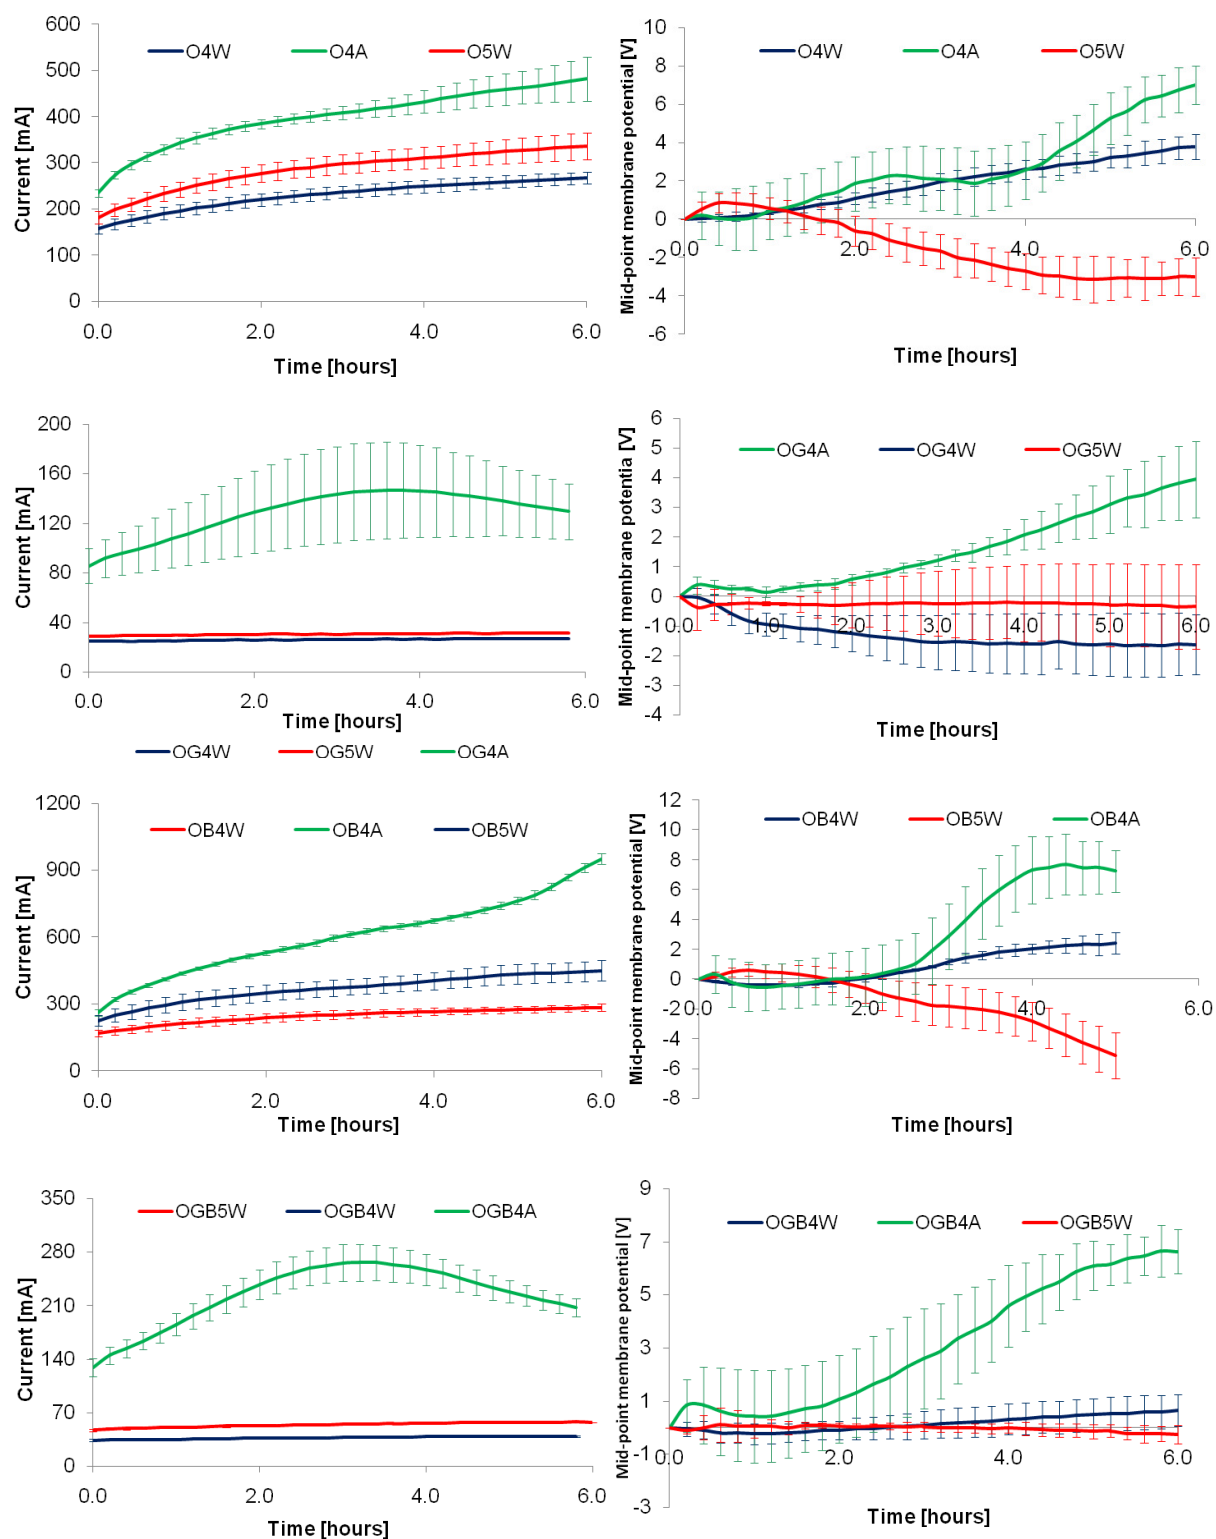 600
500
400
300
200
100
0
O4W O4A O5W
Current [mA]
0.0 2.0 4.0 6.0
Time [hours]
10
8
6
4
2
0
-2
-4
-6
O4W O4A O5W
Mid-point membrane potential [V]
0.0 2.0 4.0 6.0
Time [hours]
200
160
120
80
40
0
Current [mA]
0.0 2.0 4.0 6.0
Time [hours]
OG4W OG5W OG4A
6
5
4
3
2
1
0
-1
-2
-3
-4
OG4A OG4W OG5W
Mid-point membrane potentia [V]
0.0 1.0 2.0 3.0 4.0 5.0 6.0
Time [hours]
1200
900
600
300
0
OB4W OB4A OB5W
Current [mA]
0.0 2.0 4.0 6.0
Time [hours]
12
10
8
6
4
2
0
-2
-4
-6
-8
OB4W OB5W OB4A
Mid-point membrane potential [V]
0.0 2.0 4.0 6.0
Time [hours]
350
280
210
140
70
0
OGB5W OGB4W OGB4A
Current [mA]
0.0 2.0 4.0 6.0
Time [hours]
9
7
5
3
1
-1
-3
OGB4W OGB4A OGB5W
Mid-point membrane potential [V]
0.0 2.0 4.0 6.0
Time [hours]